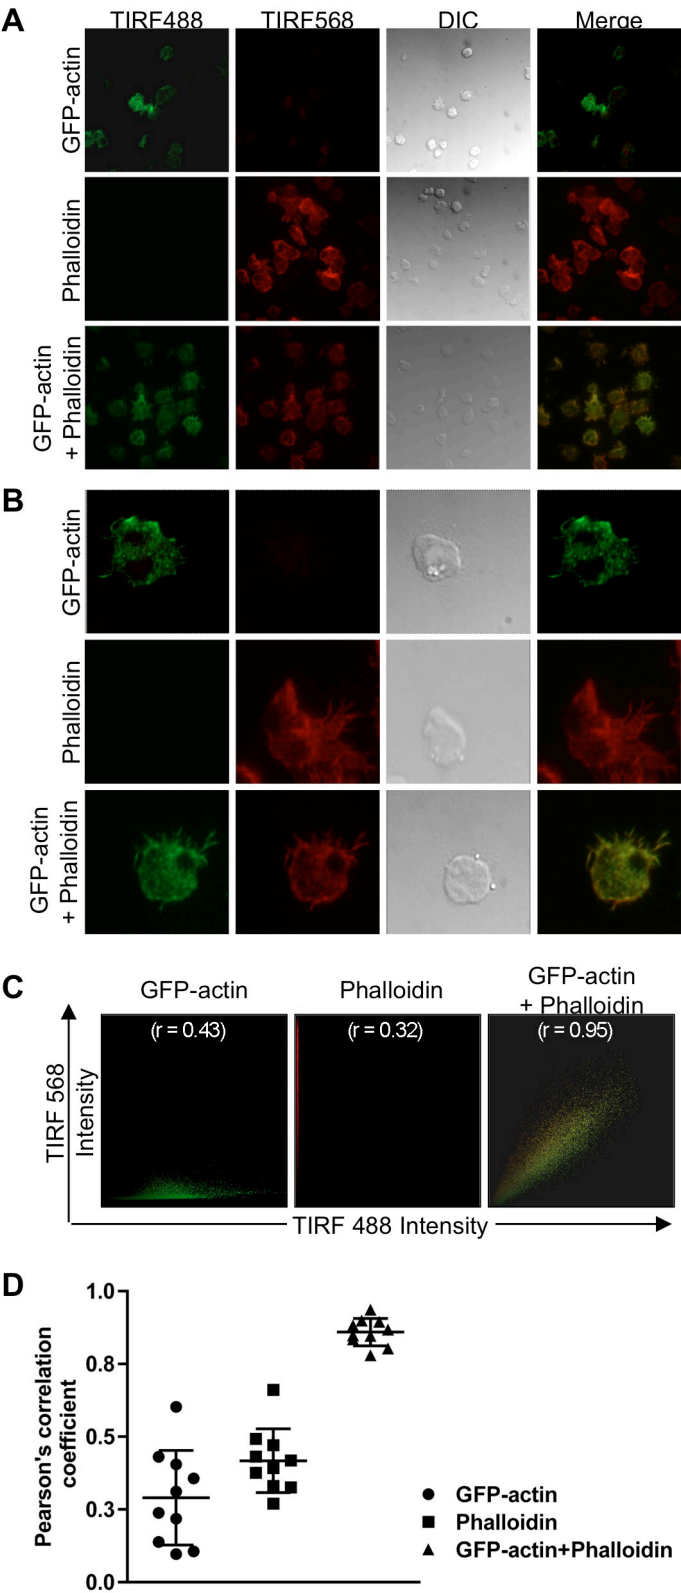 A
TIRF488 TIRF568 DIC Merge
GFP-actin
Phalloidin
GFP-actin
+ Phalloidin
B
GFP-actin
Phalloidin
GFP-actin
+ Phalloidin
C
GFP-actin
Phalloidin
GFP-actin
+ Phalloidin
(r = 0.43)
(r = 0.32)
(r = 0.95)
TIRF 568
Intensity
TIRF 488 Intensity
D
Pearson's correlation
coefficient
1.0
0.8
0.5
0.3
0.0
GFP-actin
Phalloidin
GFP-actin+Phalloidin